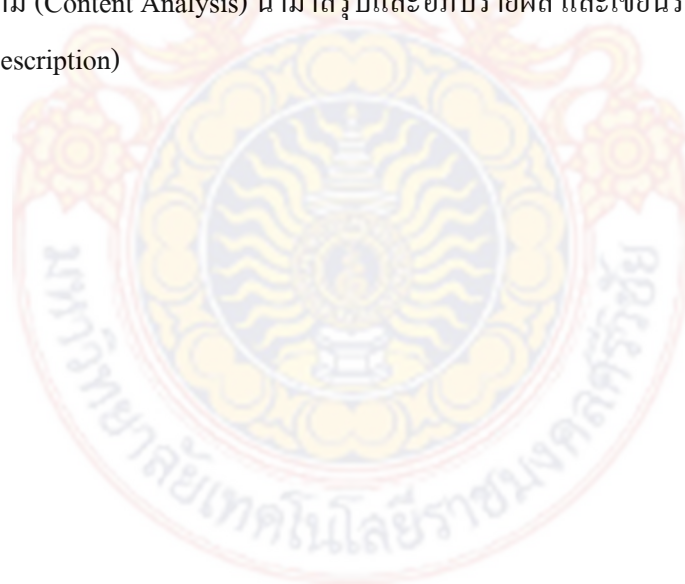 (Content Analysis) นำมาสรุปและอภิปรายผล และเขียน
escription)
มหาวิทยาลัยเทคโนโลยีราชมงคลศรีวิชัย